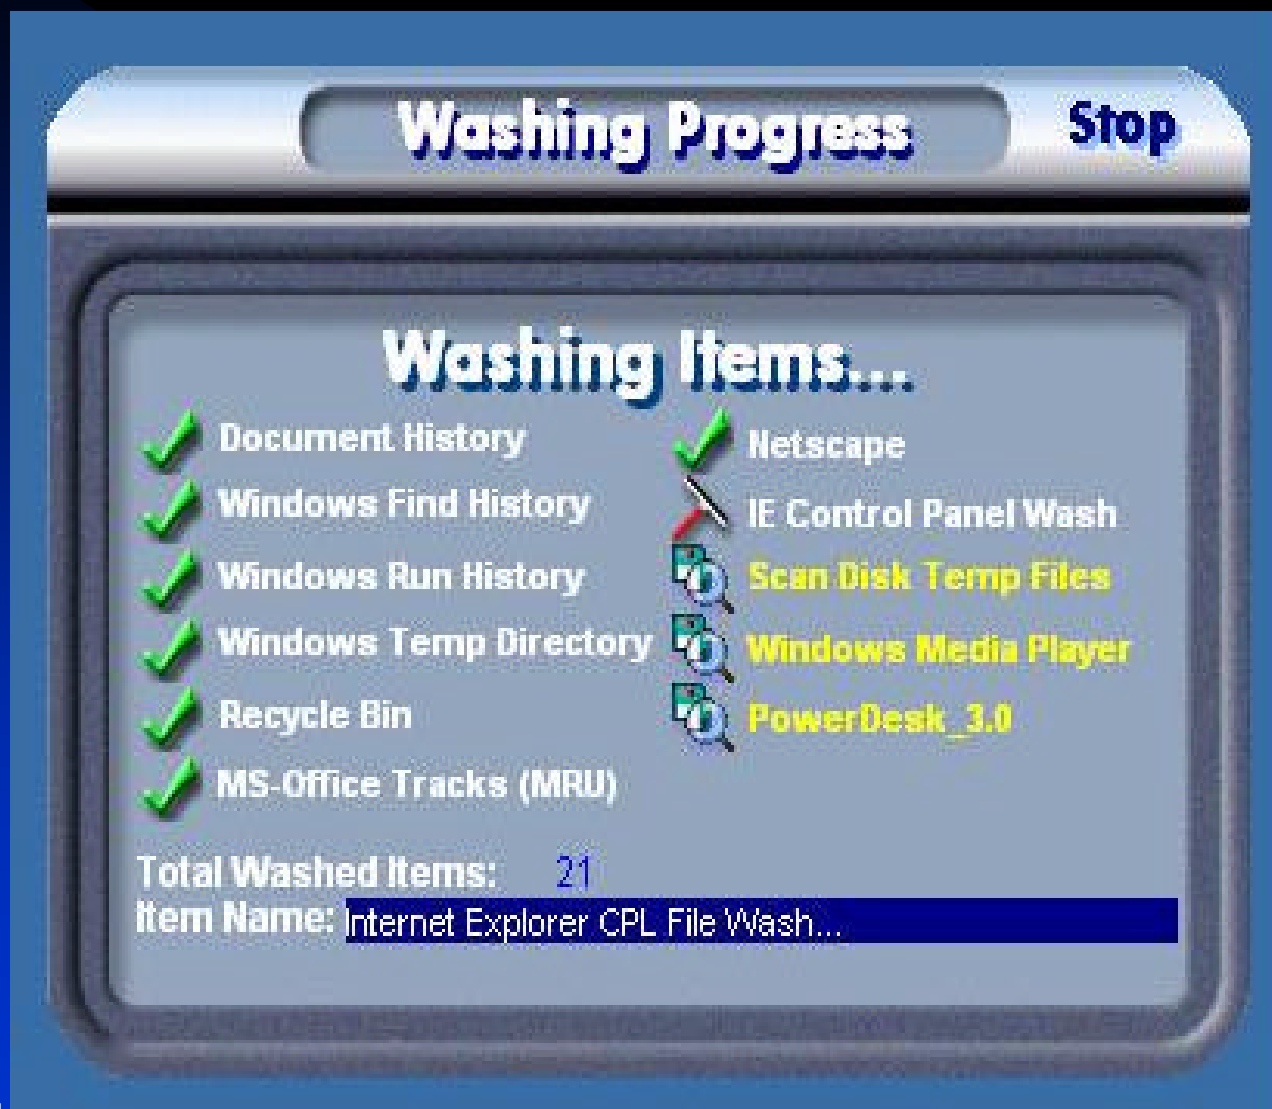 Washing Progress
Stop
Washing Items...
Document History
Windows Find History
Windows Run History
Windows Temp Directory
Recycle Bin
MS-Office Tracks (MRU)
Netscape
IE Control Panel Wash
Scan Disk Temp Files
Windows Media Player
PowerDesk_3.0
Total Washed Items: 21
Item Name: Internet Explorer CPL File Wash...